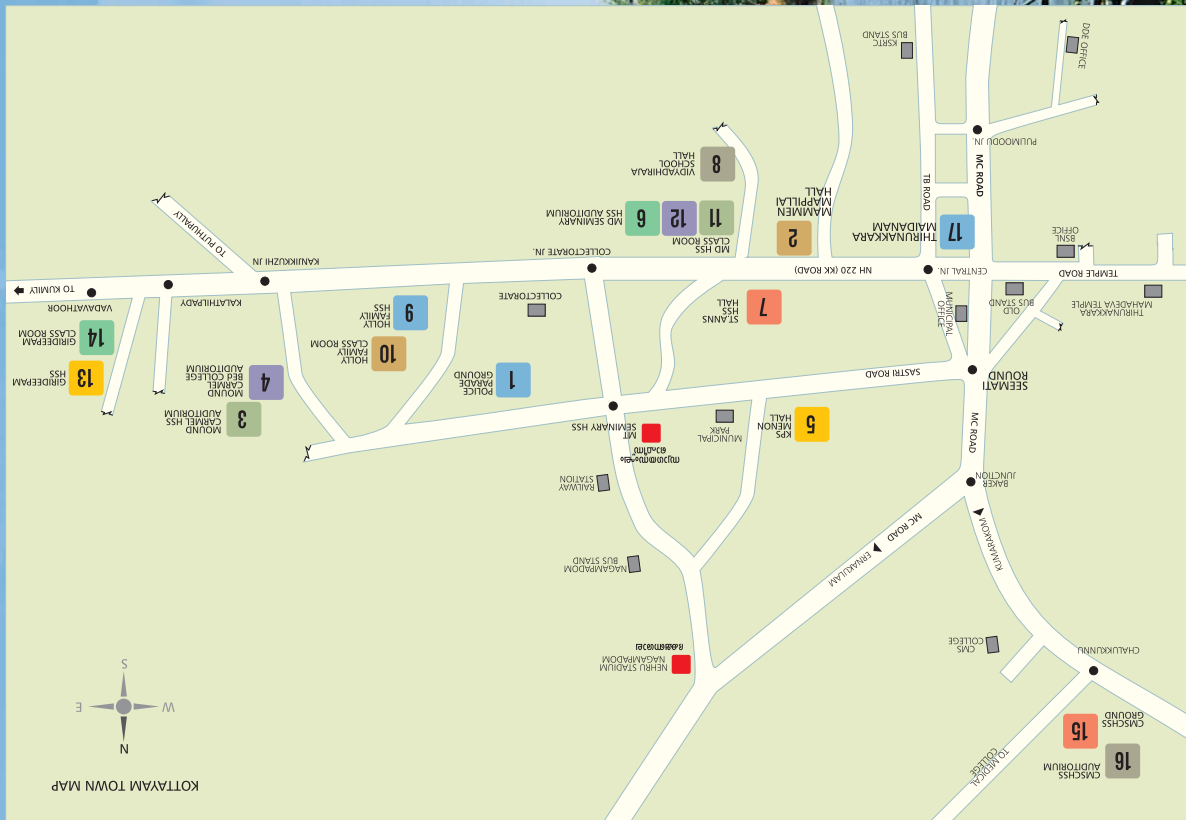 KOTTAYAM TOWN MAP
N
W
E
S
16
CMSCHSS
AUDITORIUM
TO MEDICAL
COLLEGE
15
CMSCHSS
GROUND
CHALUKUNNU
CMS
COLLEGE
NEHRU STADIUM
NAGAMPADOM
KUMARAKOM
ERNAKULAM
MC ROAD
NAGAMPADOM
BUS STAND
BAKER
JUNCTION
RAILWAY
STATION
MC ROAD
MUNICIPAL
PARK
MT
SEMINARY HSS
5
KPS
MENON
HALL
3
MOUND
CARMEL HSS
AUDITORIUM
4
MOUND
CARMEL
BED COLLEGE
AUDITORIUM
SEEMATI
ROUND
SASTRI ROAD
1
POLICE
PARADE
GROUND
13
GIRIDEEPAM
HSS
10
HOLLY
FAMILY
CLASS ROOM
14
GIRIDEEPAM
CLASS ROOM
9
HOLLY
FAMILY
HSS
7
ST.ANNS
HSS
HALL
MUNICIPAL
OFFICE
OLD
BUS STAND
THIRUNAKKARA
MAHADEVA TEMPLE
COLLECTORATE
KALATHILPADY
VADAVATHOOR
TO KUMILY
TEMPLE ROAD
CENTRAL JN.
NH 220 (KK ROAD)
KANJIKKUZHI JN
COLLECTORATE JN.
BSNL
OFFICE
17
THIRUNAKKARA
MAIDANAM
2
MAMMEN
MAPPILLAI
HALL
TO PUTHUPALLY
11
MD HSS
CLASS ROOM
12
6
MD SEMINARY
HSS AUDITORIUM
TB ROAD
MC ROAD
8
VIDYADHIRAJA
SCHOOL
HALL
PULIMOODU JN.
KSRTC
BUS STAND
DDE OFFICE